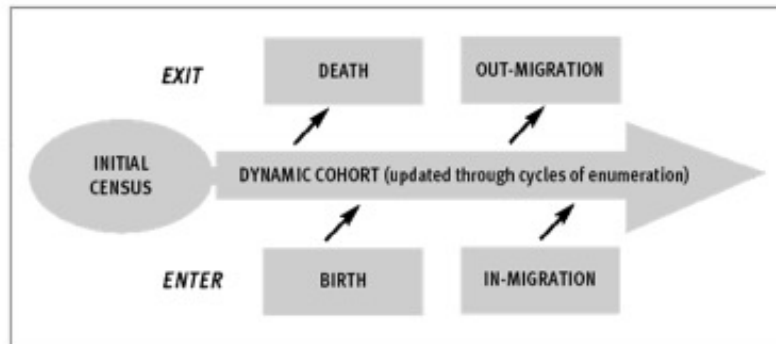 EXIT
DEATH
OUT-MIGRATION
INITIAL
CENSUS
DYNAMIC COHORT (updated through cycles of enumeration)
ENTER
BIRTH
IN-MIGRATION